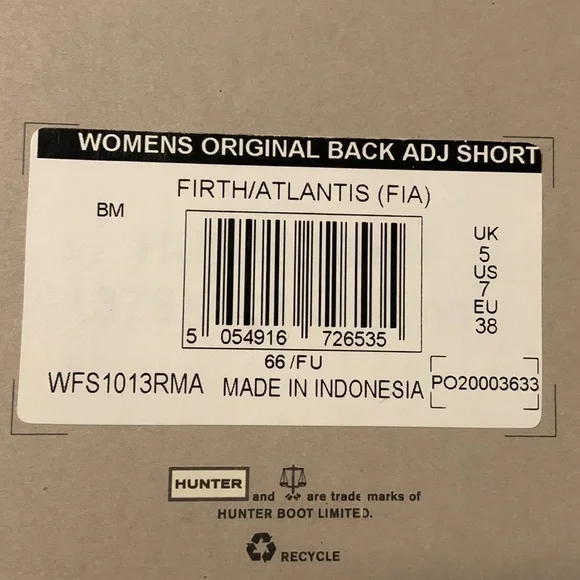 WOMENS ORIGINAL BACK ADJ SHORT
FIRTH/ATLANTIS (FIA)
BM
UK
5
US
7
EU
38
5 054916 726535
66 /FU
WFS1013RMA MADE IN INDONESIA PO20003633
HUNTER and are trade marks of
HUNTER BOOT LIMITED.
RECYCLE